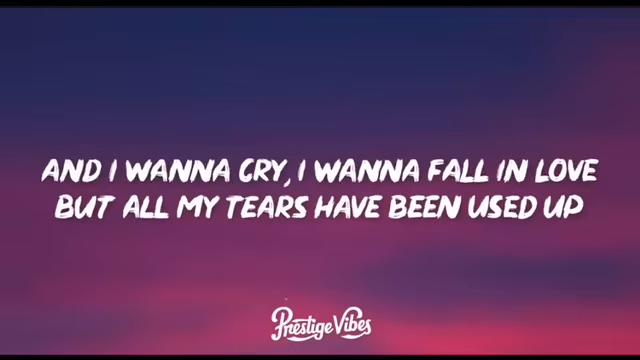 AND I WANNA CRY, I WANNA FALL IN LOVE
BUT ALL MY TEARS HAVE BEEN USED UP
Prestige Vibes